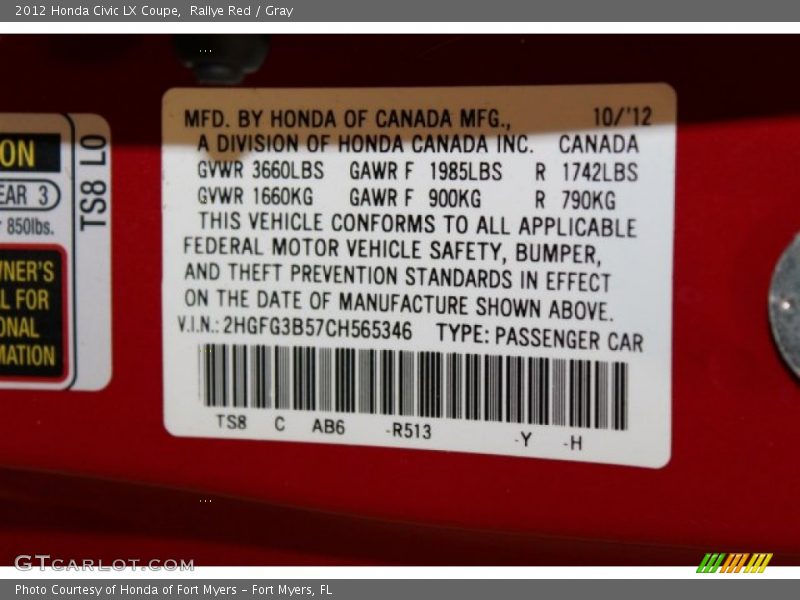 2012 Honda Civic LX Coupe,  Rallye Red / Gray
MFD. BY HONDA OF CANADA MFG., 10/'12
A DIVISION OF HONDA CANADA INC. CANADA
GVWR 3660LBS GAWR F 1985LBS R 1742LBS
GVWR 1660KG GAWR F 900KG R 790KG
THIS VEHICLE CONFORMS TO ALL APPLICABLE
FEDERAL MOTOR VEHICLE SAFETY, BUMPER,
AND THEFT PREVENTION STANDARDS IN EFFECT
ON THE DATE OF MANUFACTURE SHOWN ABOVE.
V.I.N.: 2HGFG3B57CH565346 TYPE: PASSENGER CAR
TS8 C AB6 -R513 -Y -H
ON
EAR 3
850lbs.
WNER'S
L FOR
ONAL
MATION
TS8 L0
GTCARLOT.COM
Photo Courtesy of Honda of Fort Myers – Fort Myers, FL